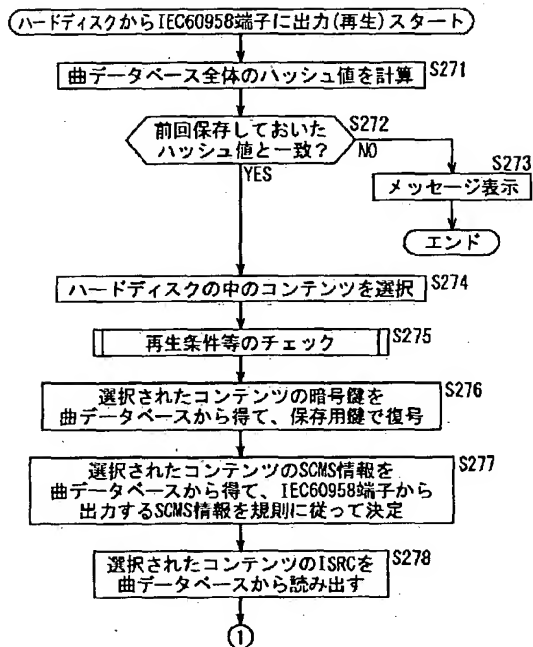 ハードディスクからIEC60958端子に出力(再生)スタート
曲データベース全体のハッシュ値を計算 S271
前回保存しておいた
ハッシュ値と一致?
S272
NO
YES
S273
メッセージ表示
エンド
ハードディスクの中のコンテンツを選択 S274
再生条件等のチェック S275
選択されたコンテンツの暗号鍵を
曲データベースから得て、保存用鍵で復号
S276
選択されたコンテンツのSCMS情報を
曲データベースから得て、IEC60958端子から
出力するSCMS情報を規則に従って決定
S277
選択されたコンテンツのISRCを
曲データベースから読み出す
S278
1